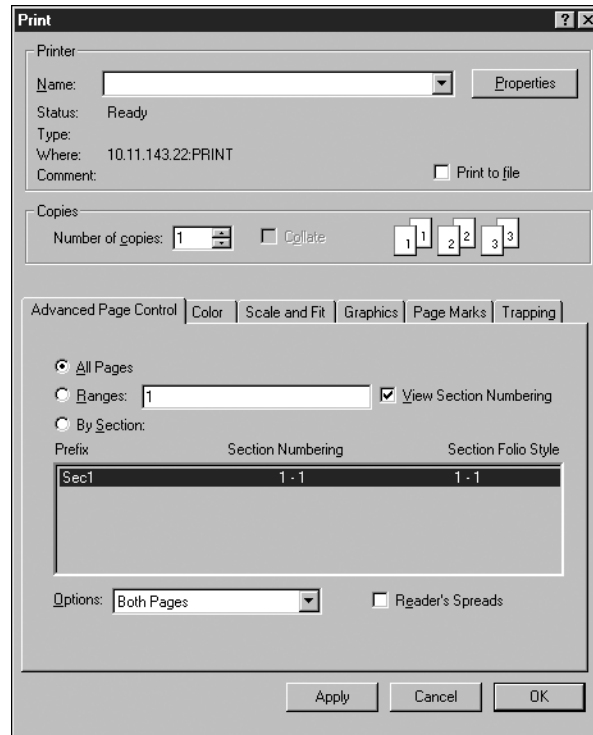 Print
Printer
Name:
Properties
Status: Ready
Type:
Where: 10.11.143.22:PRINT
Comment:
Print to file
Copies
Number of copies: 1
Collate
1 1 2 2 3 3
Advanced Page Control Color Scale and Fit Graphics Page Marks Trapping
All Pages
Ranges: 1 View Section Numbering
By Section:
Prefix Section Numbering Section Folio Style
Sec1 1 - 1 1 - 1
Options: Both Pages Reader's Spreads
Apply Cancel OK